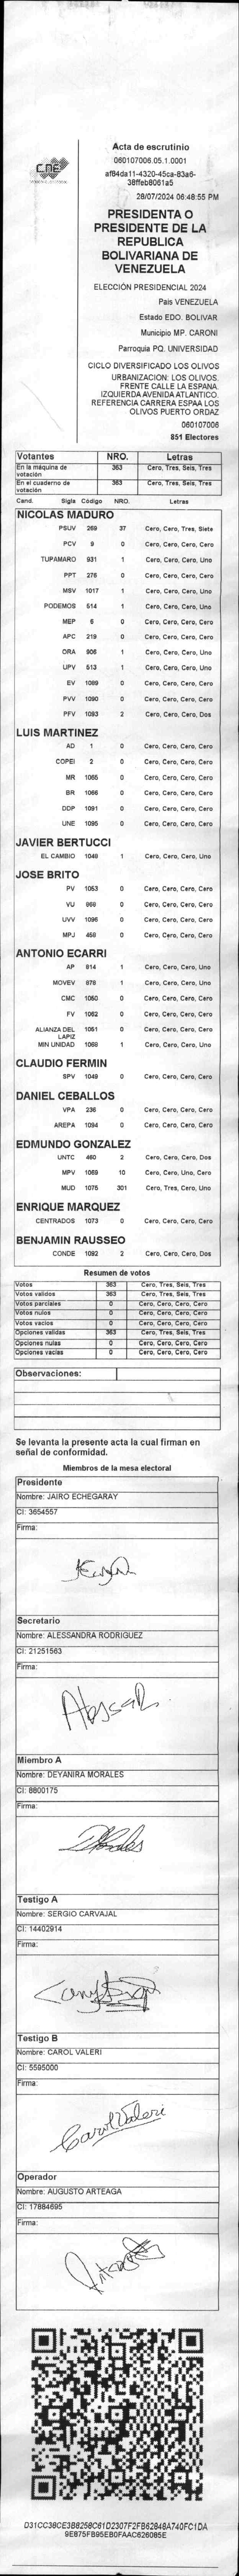 CNE
Acta de escrutinio
060107006.05.1.0001
af84da11-4320-45ca-83a6-
38ffeb8061a5
28/07/2024 06:48:55 PM
PRESIDENTA O
PRESIDENTE DE LA
REPUBLICA
BOLIVARIANA DE
VENEZUELA
ELECCIÓN PRESIDENCIAL 2024
País VENEZUELA
Estado EDO. BOLIVAR
Municipio MP. CARONI
Parroquia PQ. UNIVERSIDAD
CICLO DIVERSIFICADO LOS OLIVOS
URBANIZACION: LOS OLIVOS.
FRENTE CALLE LA ESPANA.
IZQUIERDA AVENIDA ATLANTICO.
REFERENCIA CARRERA ESPAA LOS
OLIVOS PUERTO ORDAZ
060107006
851 Electores
Votantes NRO. Letras
En la máquina de votación 363 Cero, Tres, Seis, Tres
En el cuaderno de votación 363 Cero, Tres, Seis, Tres
Cand. Sigla Código NRO. Letras
NICOLAS MADURO
PSUV 269 37 Cero, Cero, Tres, Siete
PCV 9 0 Cero, Cero, Cero, Cero
TUPAMARO 931 1 Cero, Cero, Cero, Uno
PPT 276 0 Cero, Cero, Cero, Cero
MSV 1017 1 Cero, Cero, Cero, Uno
PODEMOS 514 1 Cero, Cero, Cero, Uno
MEP 6 0 Cero, Cero, Cero, Cero
APC 219 0 Cero, Cero, Cero, Cero
ORA 906 1 Cero, Cero, Cero, Uno
UPV 513 1 Cero, Cero, Cero, Uno
EV 1089 0 Cero, Cero, Cero, Cero
PVV 1090 0 Cero, Cero, Cero, Cero
PFV 1093 2 Cero, Cero, Cero, Dos
LUIS MARTINEZ
AD 1 0 Cero, Cero, Cero, Cero
COPEI 2 0 Cero, Cero, Cero, Cero
MR 1065 0 Cero, Cero, Cero, Cero
BR 1066 0 Cero, Cero, Cero, Cero
DDP 1091 0 Cero, Cero, Cero, Cero
UNE 1095 0 Cero, Cero, Cero, Cero
JAVIER BERTUCCI
EL CAMBIO 1048 1 Cero, Cero, Cero, Uno
JOSE BRITO
PV 1053 0 Cero, Cero, Cero, Cero
VU 969 0 Cero, Cero, Cero, Cero
UVV 1096 0 Cero, Cero, Cero, Cero
MPJ 458 0 Cero, Cero, Cero, Cero
ANTONIO ECARRI
AP 814 1 Cero, Cero, Cero, Uno
MOVEV 878 1 Cero, Cero, Cero, Uno
CMC 1050 0 Cero, Cero, Cero, Cero
FV 1062 0 Cero, Cero, Cero, Cero
ALIANZA DEL LAPIZ 1061 0 Cero, Cero, Cero, Cero
MIN UNIDAD 1068 1 Cero, Cero, Cero, Uno
CLAUDIO FERMIN
SPV 1049 0 Cero, Cero, Cero, Cero
DANIEL CEBALLOS
VPA 236 0 Cero, Cero, Cero, Cero
AREPA 1094 0 Cero, Cero, Cero, Cero
EDMUNDO GONZALEZ
UNTC 460 2 Cero, Cero, Cero, Dos
MPV 1069 10 Cero, Cero, Uno, Cero
MUD 1075 301 Cero, Tres, Cero, Uno
ENRIQUE MARQUEZ
CENTRADOS 1073 0 Cero, Cero, Cero, Cero
BENJAMIN RAUSSEO
CONDE 1092 2 Cero, Cero, Cero, Dos
Resumen de votos
Votos 363 Cero, Tres, Seis, Tres
Votos validos 363 Cero, Tres, Seis, Tres
Votos parciales 0 Cero, Cero, Cero, Cero
Votos nulos 0 Cero, Cero, Cero, Cero
Votos vacios 0 Cero, Cero, Cero, Cero
Opciones validas 363 Cero, Tres, Seis, Tres
Opciones nulas 0 Cero, Cero, Cero, Cero
Opciones vacias 0 Cero, Cero, Cero, Cero
Observaciones:
Se levanta la presente acta la cual firman en
señal de conformidad.
Miembros de la mesa electoral
Presidente
Nombre: JAIRO ECHEGARAY
CI: 3654557
Firma:
Secretario
Nombre: ALESSANDRA RODRIGUEZ
CI: 21251563
Firma:
Miembro A
Nombre: DEYANIRA MORALES
CI: 8800175
Firma:
Testigo A
Nombre: SERGIO CARVAJAL
CI: 14402914
Firma:
Testigo B
Nombre: CAROL VALERI
CI: 5595000
Firma:
Carol Valeri
Operador
Nombre: AUGUSTO ARTEAGA
CI: 17884695
Firma:
D31CC38CE3B8258C61D2307F2FB62848A740FC1DA
9E875FB95EB0FAAC626085E